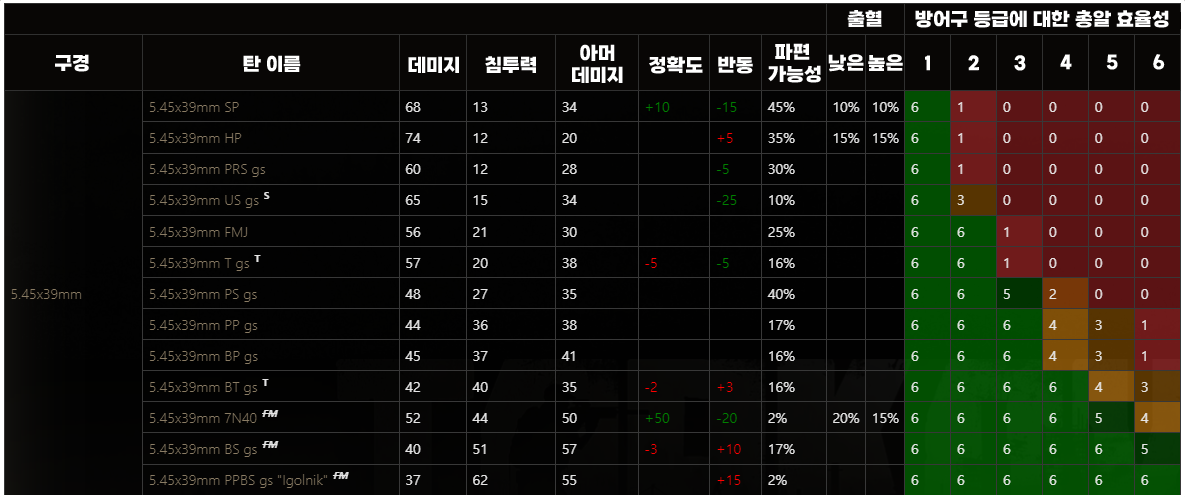 출혈 방어구 등급에 대한 총알 효율성
구경 탄 이름 데미지 침투력 아머 데미지 정확도 반동 파편 가능성 낮은 높은 1 2 3 4 5 6
5.45x39mm SP 68 13 34 +10 -15 45% 10% 10% 6 1 0 0 0 0
5.45x39mm HP 74 12 20 +5 35% 15% 15% 6 1 0 0 0 0
5.45x39mm PRS gs 60 12 28 -5 30% 6 1 0 0 0 0
5.45x39mm US gs S 65 15 34 -25 10% 6 3 0 0 0 0
5.45x39mm FMJ 56 21 30 25% 6 6 1 0 0 0
5.45x39mm T gs T 57 20 38 -5 -5 16% 6 6 1 0 0 0
5.45x39mm 5.45x39mm PS gs 48 27 35 40% 6 6 5 2 0 0
5.45x39mm PP gs 44 36 38 17% 6 6 6 4 3 1
5.45x39mm BP gs 45 37 41 16% 6 6 6 4 3 1
5.45x39mm BT gs T 42 40 35 -2 +3 16% 6 6 6 6 4 3
5.45x39mm 7N40 FM 52 44 50 +50 -20 2% 20% 15% 6 6 6 6 5 4
5.45x39mm BS gs FM 40 51 57 -3 +10 17% 6 6 6 6 6 5
5.45x39mm PPBS gs "Igolnik" FM 37 62 55 +15 2% 6 6 6 6 6 6